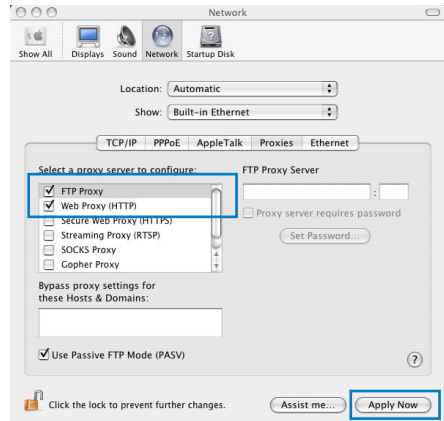 Network
Show All Displays Sound Network Startup Disk
Location: Automatic
Show: Built-in Ethernet
TCP/IP PPPoE AppleTalk Proxies Ethernet
Select a proxy server to configure:
FTP Proxy
Web Proxy (HTTP)
Secure Web Proxy (HTTPS)
Streaming Proxy (RTSP)
SOCKS Proxy
Gopher Proxy
FTP Proxy Server
:
Proxy server requires password
Set Password...
Bypass proxy settings for
these Hosts & Domains:
Use Passive FTP Mode (PASV)
?
Click the lock to prevent further changes.
Assist me...
Apply Now